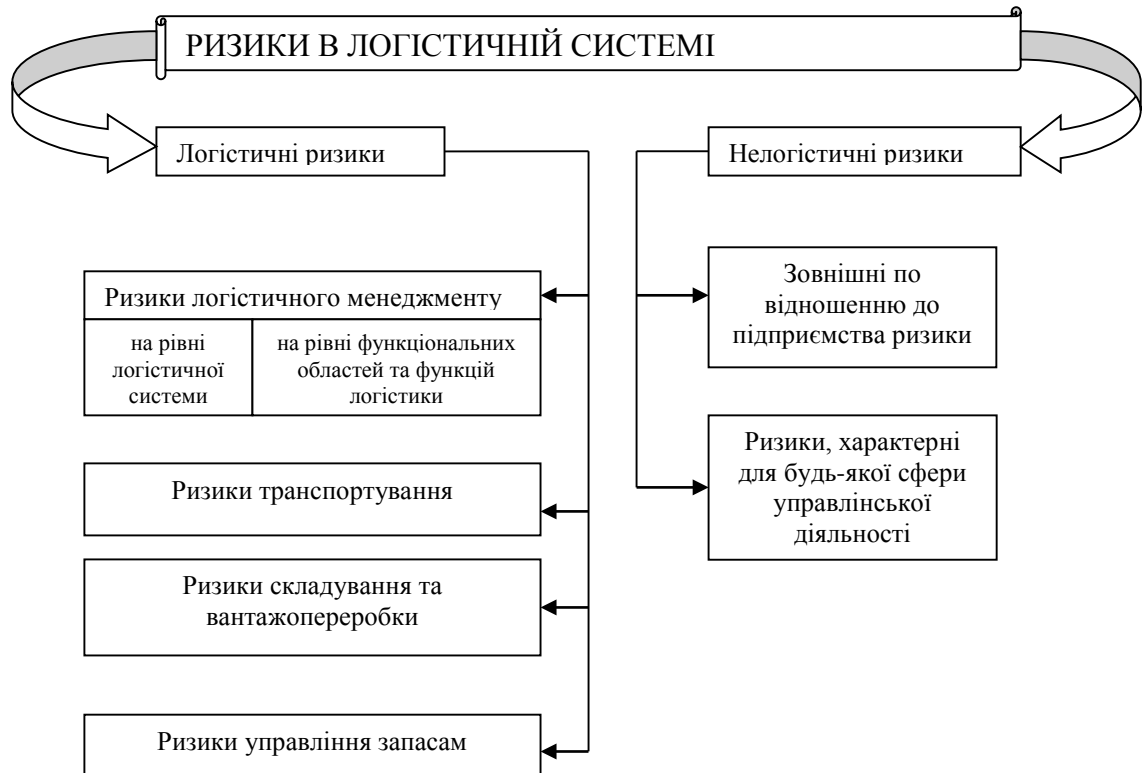 РИЗИКИ В ЛОГІСТИЧНІЙ СИСТЕМІ
Логістичні ризики
Нелогістичні ризики
Ризики логістичного менеджменту
на рівні
логістичної
системи
на рівні функціональних
областей та функцій
логістики
Ризики транспортування
Ризики складування та
вантажопереробки
Ризики управління запасам
Зовнішні по
відношенню до
підприємства ризики
Ризики, характерні
для будь-якої сфери
управлінської
діяльності